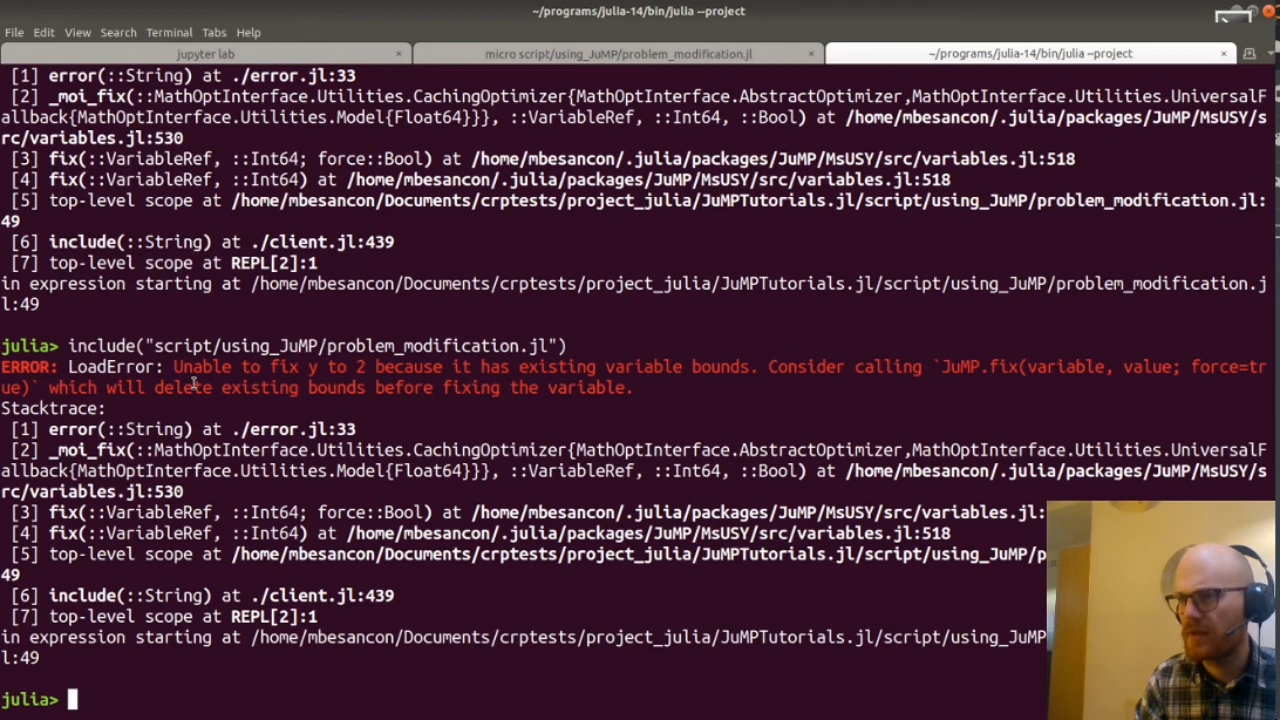 ~/programs/julia-14/bin/julia --project
File Edit View Search Terminal Tabs Help
jupyter lab × micro script/using_JuMP/problem_modification.jl × ~/programs/julia-14/bin/julia --project ×
[1] error(::String) at ./error.jl:33
[2] _moi_fix(::MathOptInterface.Utilities.CachingOptimizer{MathOptInterface.AbstractOptimizer,MathOptInterface.Utilities.UniversalF
allback{MathOptInterface.Utilities.Model{Float64}}}, ::VariableRef, ::Int64, ::Bool) at /home/mbesancon/.julia/packages/JuMP/MsUSY/s
rc/variables.jl:530
[3] fix(::VariableRef, ::Int64; force::Bool) at /home/mbesancon/.julia/packages/JuMP/MsUSY/src/variables.jl:518
[4] fix(::VariableRef, ::Int64) at /home/mbesancon/.julia/packages/JuMP/MsUSY/src/variables.jl:518
[5] top-level scope at /home/mbesancon/Documents/crptests/project_julia/JuMPTutorials.jl/script/using_JuMP/problem_modification.jl:
49
[6] include(::String) at ./client.jl:439
[7] top-level scope at REPL[2]:1
in expression starting at /home/mbesancon/Documents/crptests/project_julia/JuMPTutorials.jl/script/using_JuMP/problem_modification.j
l:49
julia> include("script/using_JuMP/problem_modification.jl")
ERROR: LoadError: Unable to fix y to 2 because it has existing variable bounds. Consider calling `JuMP.fix(variable, value; force=tr
ue)` which will delete existing bounds before fixing the variable.
Stacktrace:
[1] error(::String) at ./error.jl:33
[2] _moi_fix(::MathOptInterface.Utilities.CachingOptimizer{MathOptInterface.AbstractOptimizer,MathOptInterface.Utilities.UniversalF
allback{MathOptInterface.Utilities.Model{Float64}}}, ::VariableRef, ::Int64, ::Bool) at /home/mbesancon/.julia/packages/JuMP/MsUSY/s
rc/variables.jl:530
[3] fix(::VariableRef, ::Int64; force::Bool) at /home/mbesancon/.julia/packages/JuMP/MsUSY/src/variables.jl:
[4] fix(::VariableRef, ::Int64) at /home/mbesancon/.julia/packages/JuMP/MsUSY/src/variables.jl:518
[5] top-level scope at /home/mbesancon/Documents/crptests/project_julia/JuMPTutorials.jl/script/using_JuMP/p
49
[6] include(::String) at ./client.jl:439
[7] top-level scope at REPL[2]:1
in expression starting at /home/mbesancon/Documents/crptests/project_julia/JuMPTutorials.jl/script/using_JuMP
l:49
julia>